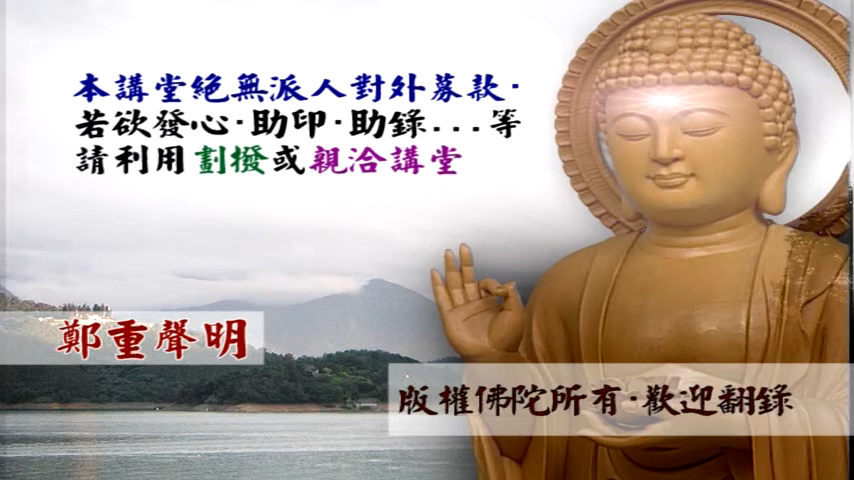 本講堂絕無派人對外募款·
若欲發心·助印·助錄...等
請利用劃撥或親洽講堂
鄭重聲明
版權佛陀所有·歡迎翻錄